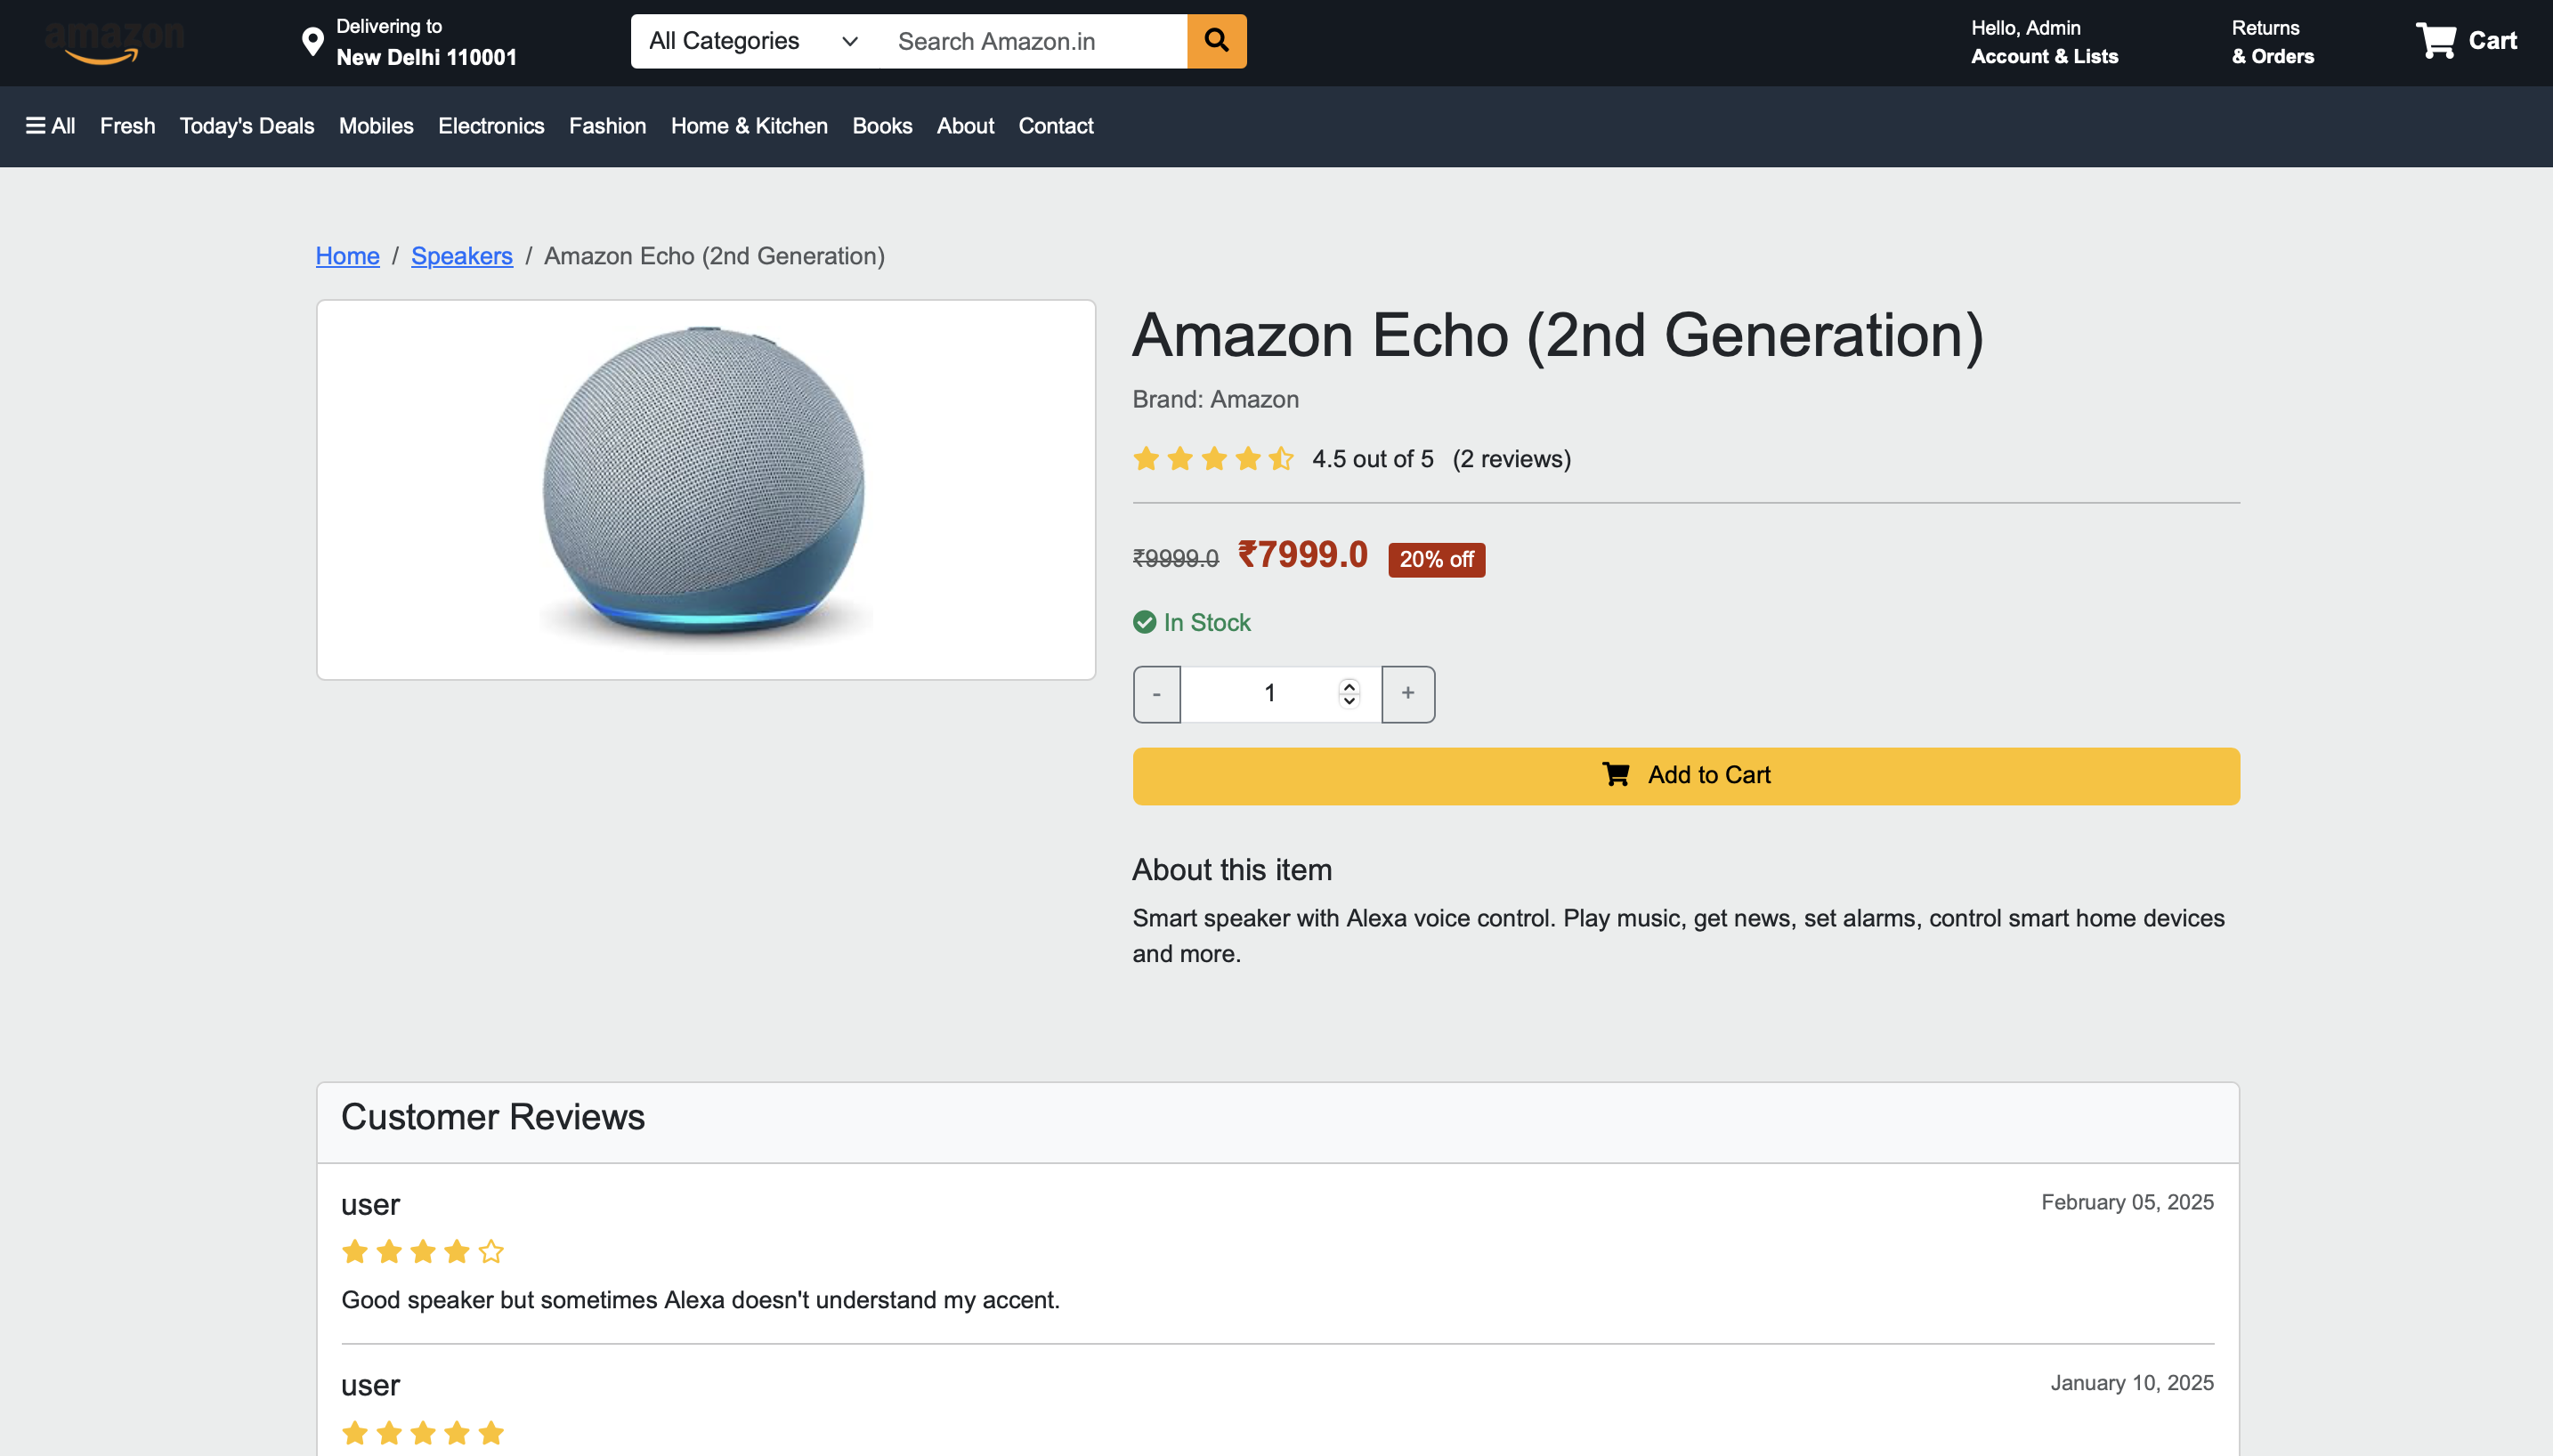 amazon
Delivering to
New Delhi 110001
All Categories
Search Amazon.in
Hello, Admin
Account & Lists
Returns
& Orders
Cart
All Fresh Today's Deals Mobiles Electronics Fashion Home & Kitchen Books About Contact
Home / Speakers / Amazon Echo (2nd Generation)
Amazon Echo (2nd Generation)
Brand: Amazon
4.5 out of 5 (2 reviews)
₹9999.0 ₹7999.0 20% off
In Stock
- 1 +
Add to Cart
About this item
Smart speaker with Alexa voice control. Play music, get news, set alarms, control smart home devices
and more.
Customer Reviews
user February 05, 2025
Good speaker but sometimes Alexa doesn't understand my accent.
user January 10, 2025